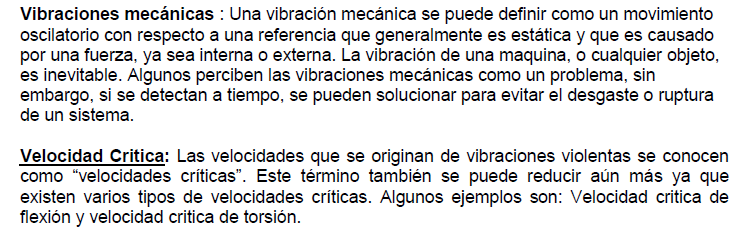 Vibraciones mecánicas : Una vibración mecánica se puede definir como un movimiento
oscilatorio con respecto a una referencia que generalmente es estática y que es causado
por una fuerza, ya sea interna o externa. La vibración de una maquina, o cualquier objeto,
es inevitable. Algunos perciben las vibraciones mecánicas como un problema, sin
embargo, si se detectan a tiempo, se pueden solucionar para evitar el desgaste o ruptura
de un sistema.
Velocidad Critica: Las velocidades que se originan de vibraciones violentas se conocen
como “velocidades críticas”. Este término también se puede reducir aún más ya que
existen varios tipos de velocidades críticas. Algunos ejemplos son: Velocidad critica de
flexión y velocidad critica de torsión.